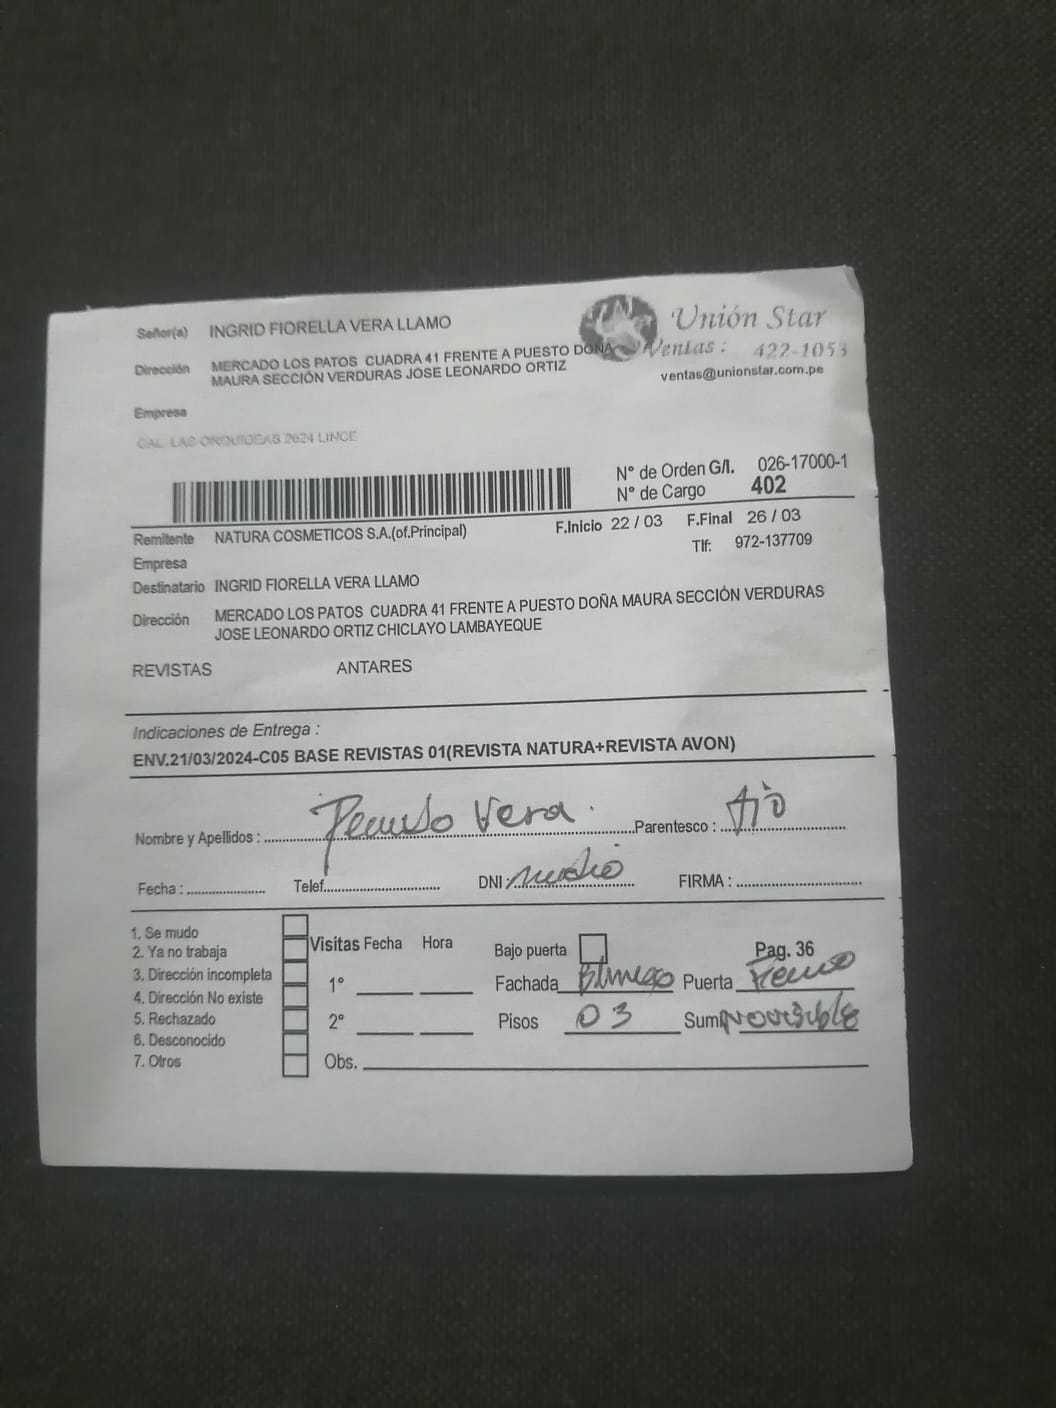 Señor(a) INGRID FIORELLA VERA LLAMO
Unión Star
Dirección MERCADO LOS PATOS CUADRA 41 FRENTE A PUESTO DOÑA
MAURA SECCIÓN VERDURAS JOSE LEONARDO ORTIZ
Ventas: 422-1053
ventas@unionstar.com.pe
Empresa
CAL. LAS ORQUIDEAS 2624 LINCE
N° de Orden G/I. 026-17000-1
N° de Cargo 402
Remitente NATURA COSMETICOS S.A.(of.Principal) F.Inicio 22 / 03 F.Final 26 / 03
Empresa Tlf: 972-137709
Destinatario INGRID FIORELLA VERA LLAMO
Dirección MERCADO LOS PATOS CUADRA 41 FRENTE A PUESTO DOÑA MAURA SECCIÓN VERDURAS
JOSE LEONARDO ORTIZ CHICLAYO LAMBAYEQUE
REVISTAS ANTARES
Indicaciones de Entrega :
ENV.21/03/2024-C05 BASE REVISTAS 01(REVISTA NATURA+REVISTA AVON)
Nombre y Apellidos : Vera Parentesco : tio
Fecha : Telef. DNI: FIRMA :
1. Se mudo
2. Ya no trabaja
3. Dirección incompleta
4. Dirección No existe
5. Rechazado
6. Desconocido
7. Otros
Visitas Fecha Hora Bajo puerta Pag. 36
1° Fachada Puerta
2° Pisos 03 Sum
Obs.